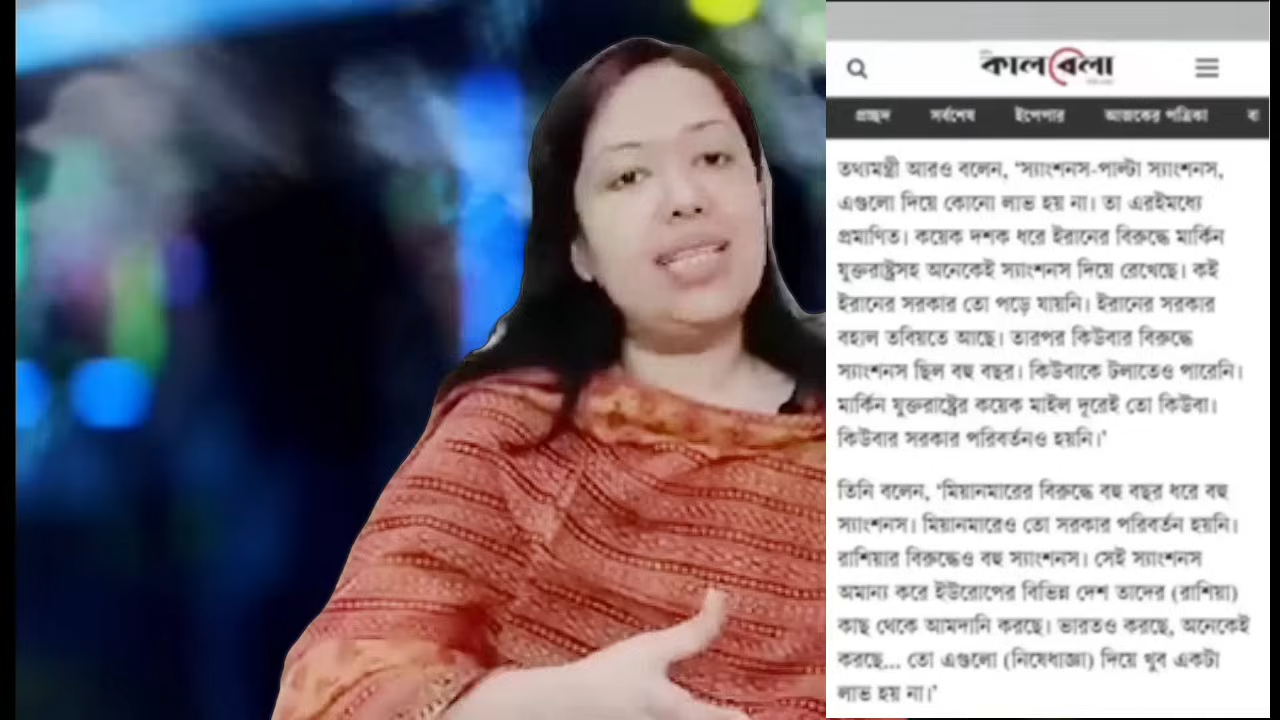 কালবেলা
প্রচ্ছদ সর্বশেষ ইপেপার আজকের পত্রিকা
তথ্যমন্ত্রী আরও বলেন, ‘স্যাংশনস-পাল্টা স্যাংশনস,
এগুলো দিয়ে কোনো লাভ হয় না। তা এরইমধ্যে
প্রমাণিত। কয়েক দশক ধরে ইরানের বিরুদ্ধে মার্কিন
যুক্তরাষ্ট্রসহ অনেকেই স্যাংশনস দিয়ে রেখেছে। কই
ইরানের সরকার তো পড়ে যায়নি। ইরানের সরকার
বহাল তবিয়তে আছে। তারপর কিউবার বিরুদ্ধে
স্যাংশনস ছিল বহু বছর। কিউবাকে টলাতেও পারেনি।
মার্কিন যুক্তরাষ্ট্রের কয়েক মাইল দূরেই তো কিউবা।
কিউবার সরকার পরিবর্তনও হয়নি।’
তিনি বলেন, ‘মিয়ানমারের বিরুদ্ধে বহু বছর ধরে বহু
স্যাংশনস। মিয়ানমারেও তো সরকার পরিবর্তন হয়নি।
রাশিয়ার বিরুদ্ধেও বহু স্যাংশনস। সেই স্যাংশনস
অমান্য করে ইউরোপের বিভিন্ন দেশ তাদের (রাশিয়া)
কাছ থেকে আমদানি করছে। ভারতও করছে, অনেকেই
করছে... তো এগুলো (নিষেধাজ্ঞা) দিয়ে খুব একটা
লাভ হয় না।’